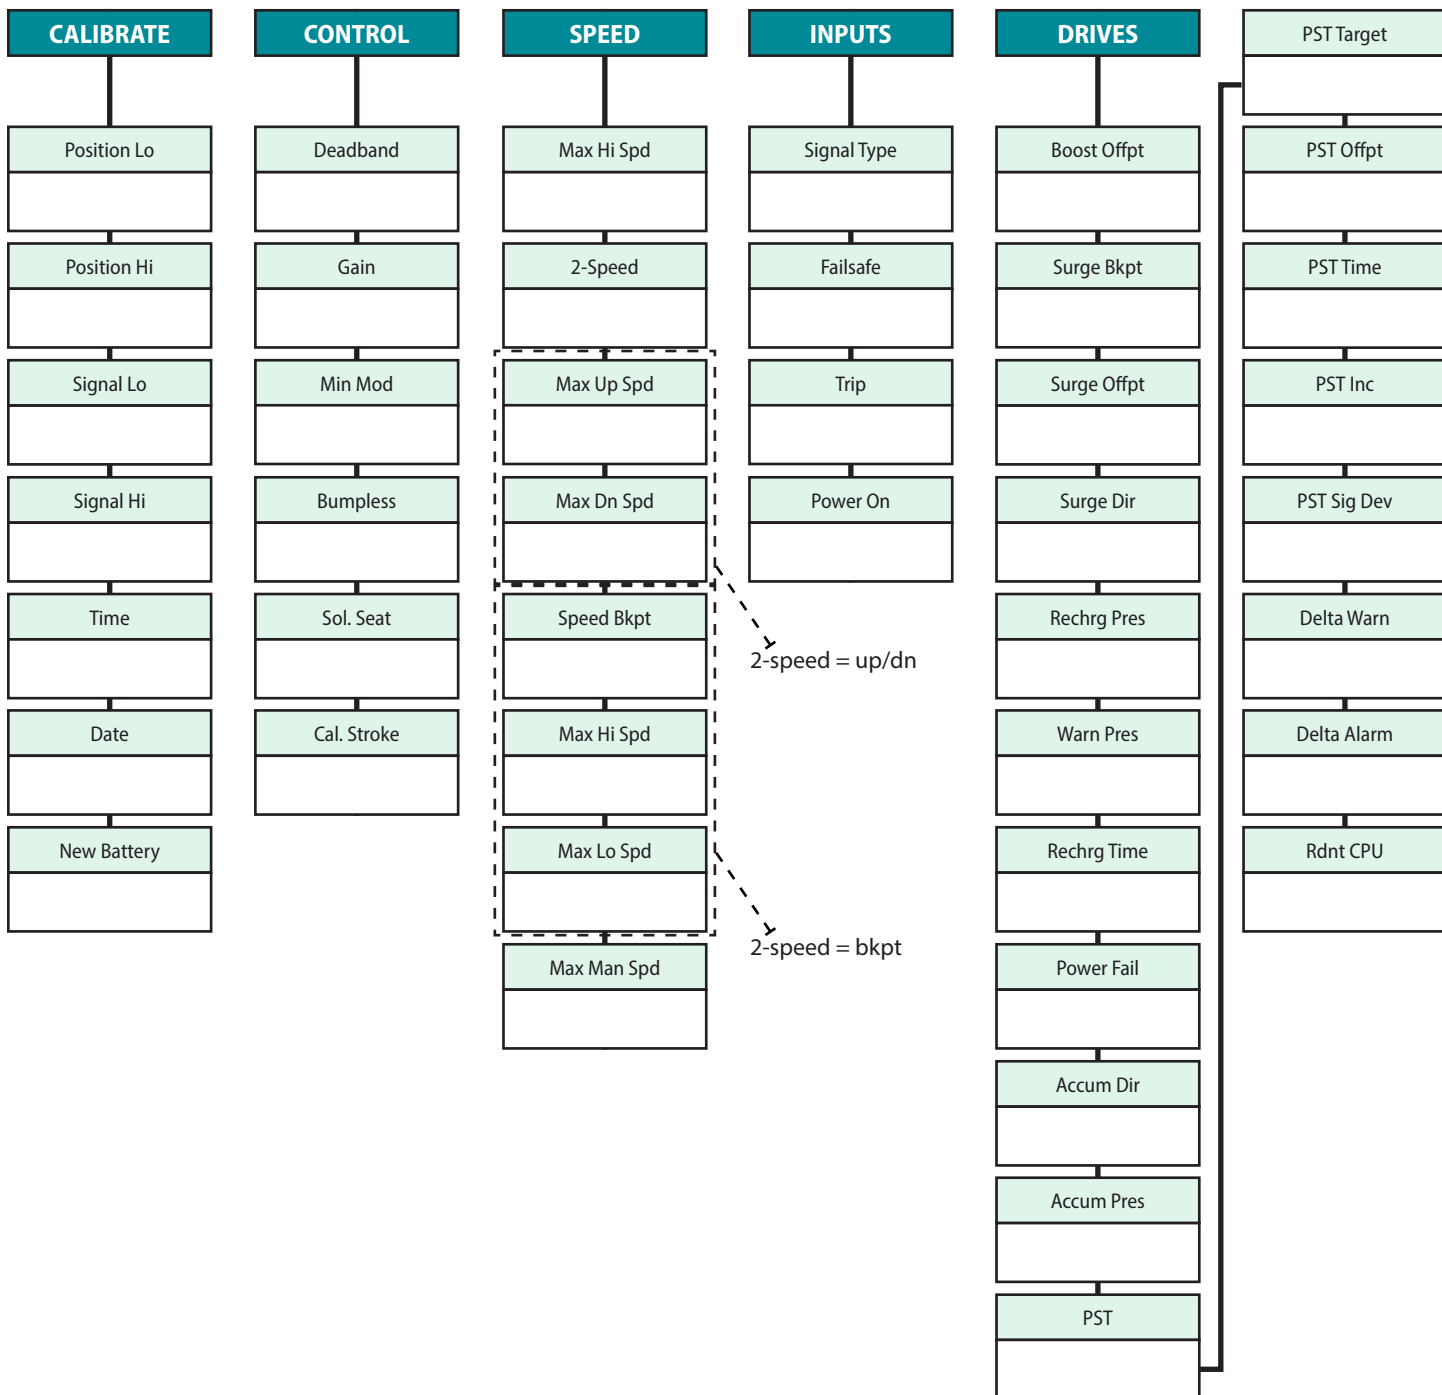 CALIBRATE
Position Lo
Position Hi
Signal Lo
Signal Hi
Time
Date
New Battery
CONTROL
Deadband
Gain
Min Mod
Bumpless
Sol. Seat
Cal. Stroke
SPEED
Max Hi Spd
2-Speed
Max Up Spd
Max Dn Spd
2-speed = up/dn
Speed Bkpt
Max Hi Spd
Max Lo Spd
2-speed = bkpt
Max Man Spd
INPUTS
Signal Type
Failsafe
Trip
Power On
DRIVES
Boost Offpt
Surge Bkpt
Surge Offpt
Surge Dir
Rechrg Pres
Warn Pres
Rechrg Time
Power Fail
Accum Dir
Accum Pres
PST
PST Target
PST Offpt
PST Time
PST Inc
PST Sig Dev
Delta Warn
Delta Alarm
Rdnt CPU